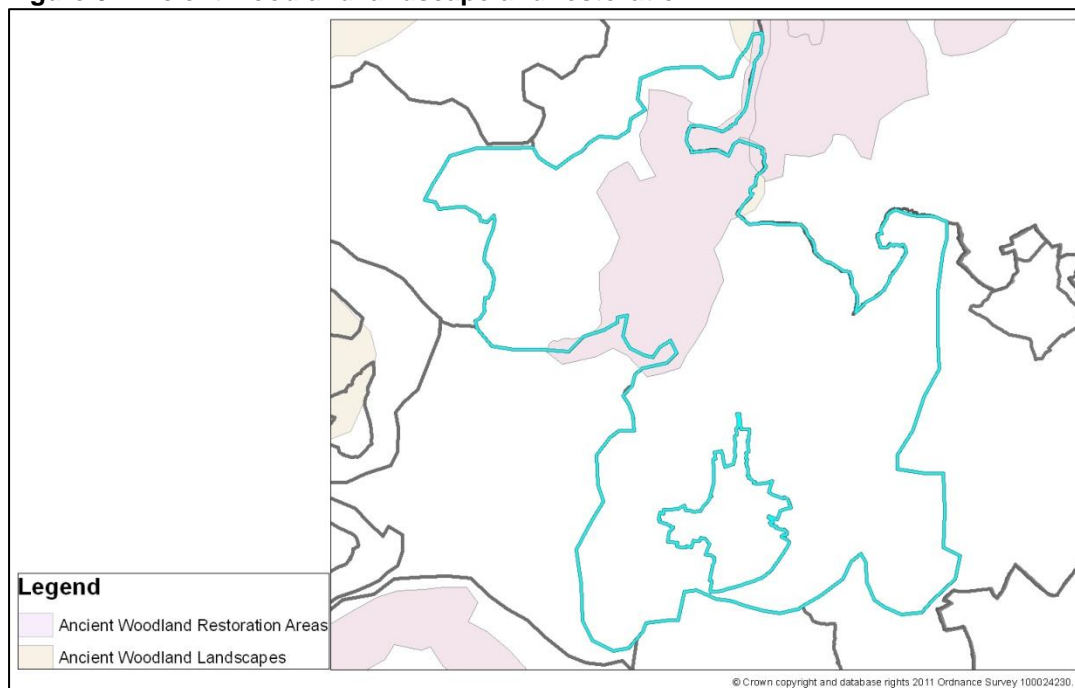 Legend
Ancient Woodland Restoration Areas
Ancient Woodland Landscapes
© Crown copyright and database rights 2011 Ordnance Survey 100024230.